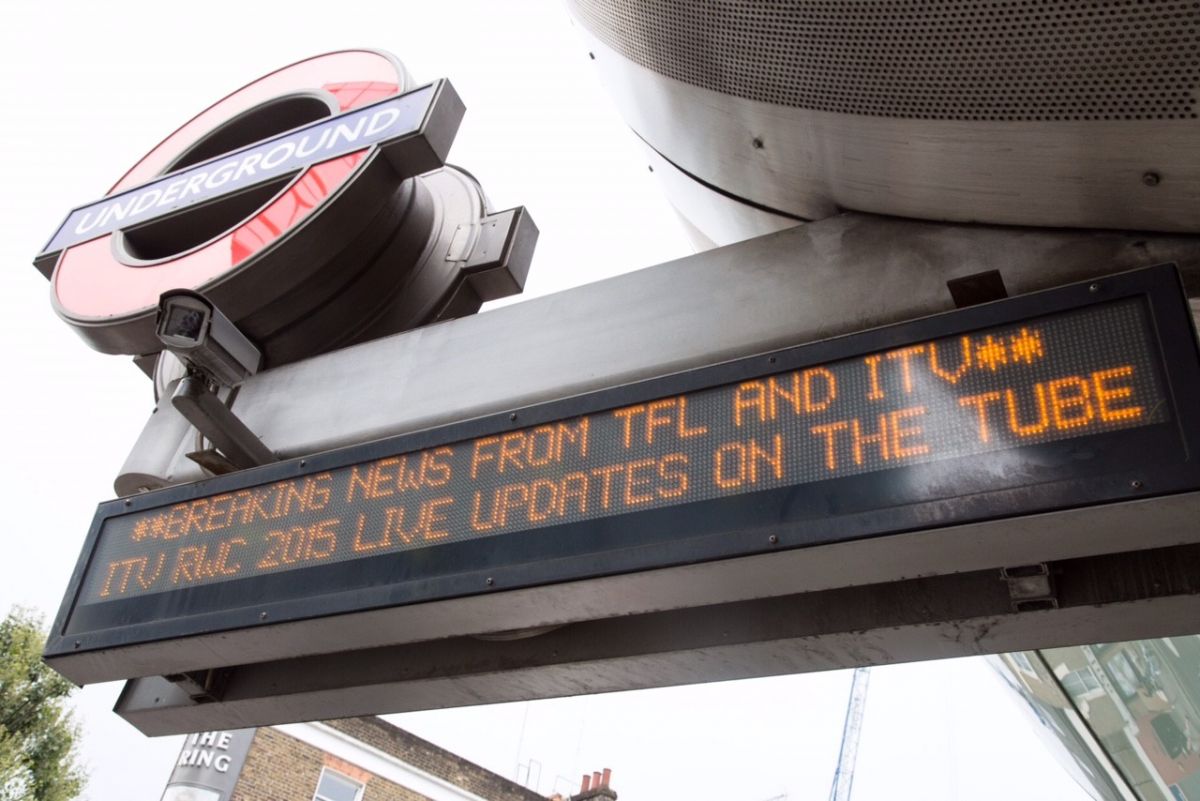 UNDERGROUND
**BREAKING NEWS FROM TFL AND ITV**
ITV RWC 2015 LIVE UPDATES ON THE TUBE
THE
RING